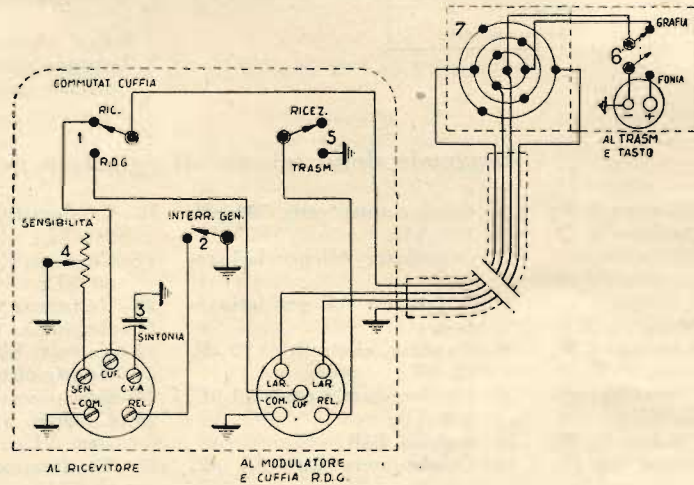 7
GRAFIA
6
FONIA
- +
AL TRASM.
E TASTO
COMMUTAT CUFFIA
RIC.
1
R.D.G
RICEZ.
5
TRASM.
INTERR. GEN.
2
SENSIBILITA'
4
3
SINTONIA
SEN.
CUF.
C.V.A
-COM.
REL.
LAR.
LAR.
-COM.
CUF
REL.
+
AL RICEVITORE
AL MODULATORE
E CUFFIA R.D.G.